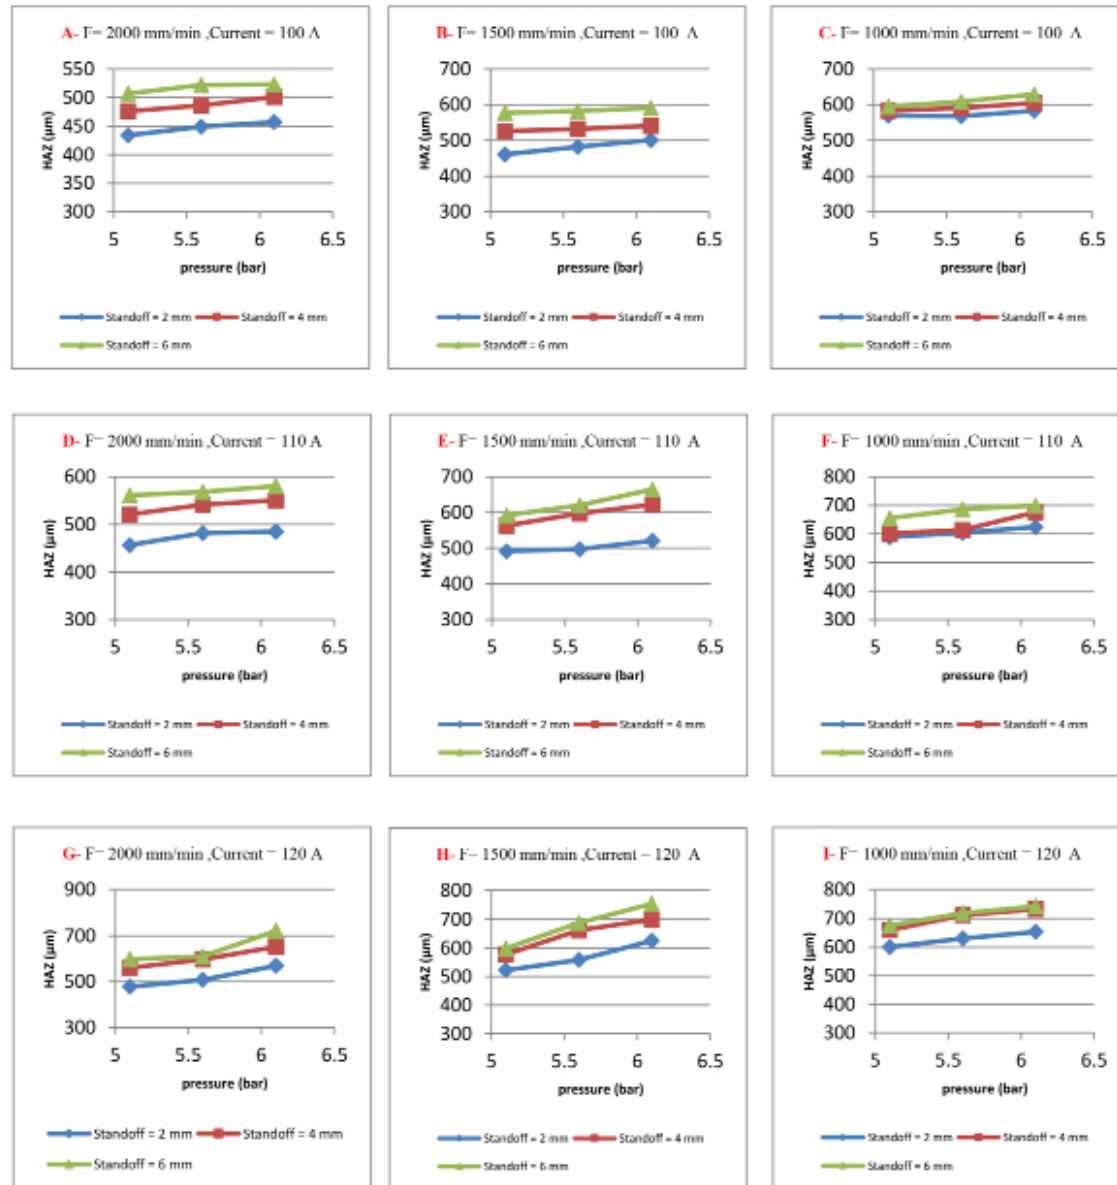 A- F= 2000 mm/min ,Current = 100 A
550
500
450
400
350
300
HAZ (µm)
5 5.5 6 6.5
pressure (bar)
Standoff = 2 mm Standoff = 4 mm
Standoff = 6 mm
B- F= 1500 mm/min ,Current = 100 A
700
600
500
400
300
HAZ (µm)
5 5.5 6 6.5
pressure (bar)
Standoff = 2 mm Standoff = 4 mm
Standoff = 6 mm
C- F=1000 mm/min ,Current = 100 A
700
600
500
400
300
HAZ (µm)
5 5.5 6 6.5
pressure (bar)
Standoff = 2 mm Standoff = 4 mm
Standoff = 6 mm
D- F= 2000 mm/min ,Current = 110 A
600
500
400
300
HAZ (µm)
5 5.5 6 6.5
pressure (bar)
Standoff = 2 mm Standoff = 4 mm
Standoff = 6 mm
E- F= 1500 mm/min ,Current = 110 A
700
600
500
400
300
HAZ (µm)
5 5.5 6 6.5
pressure (bar)
Standoff = 2 mm Standoff = 4 mm
Standoff = 6 mm
F- F= 1000 mm/min ,Current = 110 A
800
700
600
500
400
300
HAZ (µm)
5 5.5 6 6.5
pressure (bar)
Standoff = 2 mm Standoff = 4 mm
Standoff = 6 mm
G- F= 2000 mm/min ,Current = 120 A
900
700
500
300
HAZ (µm)
5 5.5 6 6.5
pressure (bar)
Standoff = 2 mm Standoff = 4 mm
Standoff = 6 mm
H- F= 1500 mm/min ,Current = 120 A
800
700
600
500
400
300
HAZ (µm)
5 5.5 6 6.5
pressure (bar)
Standoff = 2 mm Standoff = 4 mm
Standoff = 6 mm
I- F= 1000 mm/min ,Current = 120 A
800
700
600
500
400
300
HAZ (µm)
5 5.5 6 6.5
pressure (bar)
Standoff = 2 mm Standoff = 4 mm
Standoff = 6 mm